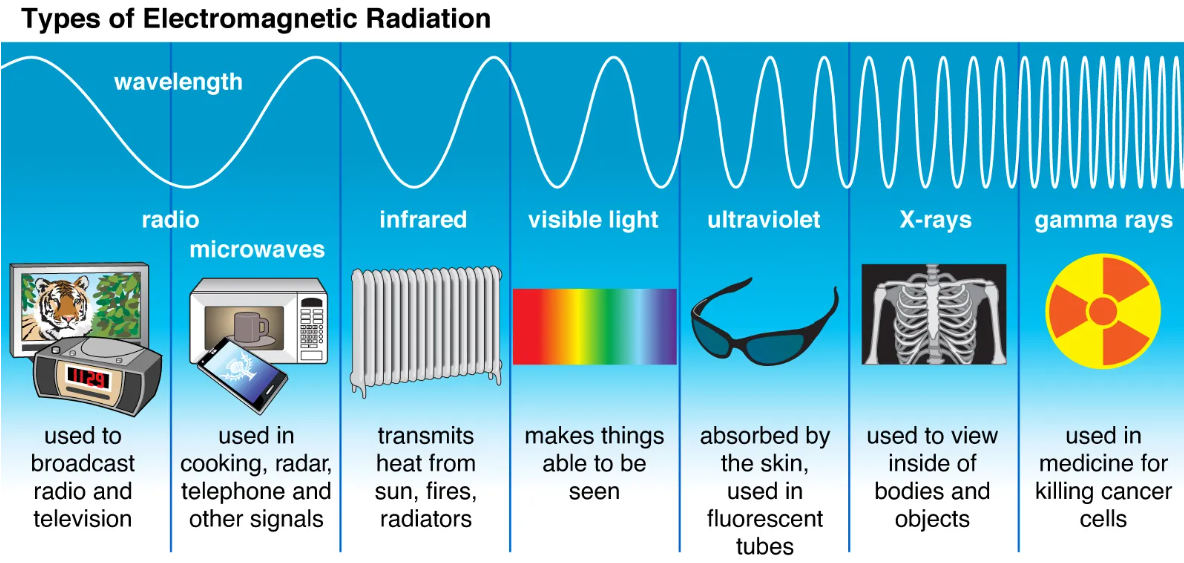 Types of Electromagnetic Radiation
wavelength
radio
microwaves
infrared
visible light
ultraviolet
X-rays
gamma rays
11:29
used to
broadcast
radio and
television
used in
cooking, radar,
telephone and
other signals
transmits
heat from
sun, fires,
radiators
makes things
able to be
seen
absorbed by
the skin,
used in
fluorescent
tubes
used to view
inside of
bodies and
objects
used in
medicine for
killing cancer
cells